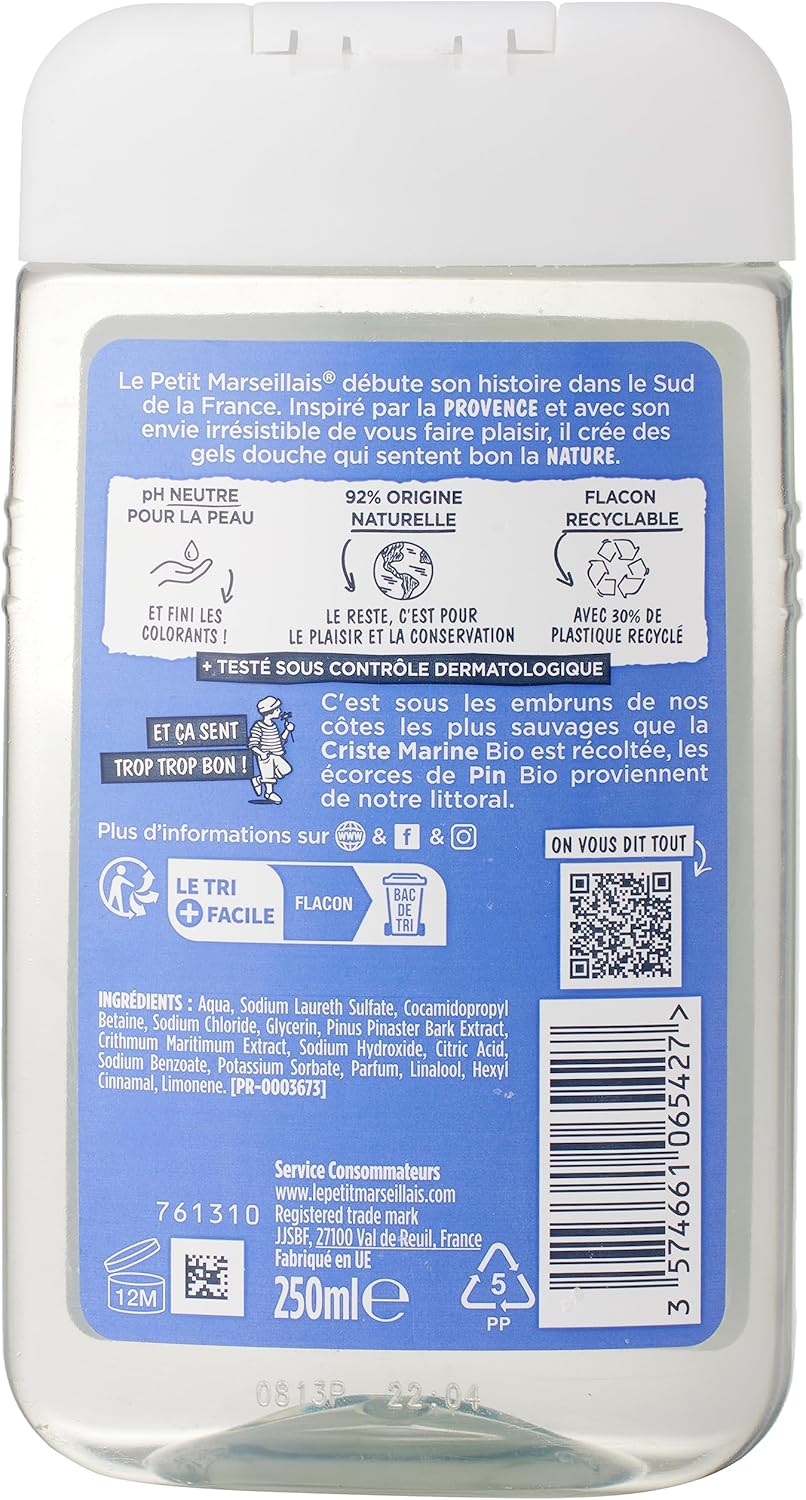 Le Petit Marseillais® débute son histoire dans le Sud
de la France. Inspiré par la PROVENCE et avec son
envie irrésistible de vous faire plaisir, il crée des
gels douche qui sentent bon la NATURE.
pH NEUTRE
POUR LA PEAU
ET FINI LES
COLORANTS !
92% ORIGINE
NATURELLE
LE RESTE, C'EST POUR
LE PLAISIR ET LA CONSERVATION
FLACON
RECYCLABLE
AVEC 30% DE
PLASTIQUE RECYCLÉ
+ TESTÉ SOUS CONTRÔLE DERMATOLOGIQUE
ET ÇA SENT
TROP TROP BON !
C'est sous les embruns de nos
côtes les plus sauvages que la
Criste Marine Bio est récoltée, les
écorces de Pin Bio proviennent
de notre littoral.
Plus d'informations sur WWW & f &
ON VOUS DIT TOUT
LE TRI
+ FACILE
FLACON
BAC
DE
TRI
INGRÉDIENTS : Aqua, Sodium Laureth Sulfate, Cocamidopropyl
Betaine, Sodium Chloride, Glycerin, Pinus Pinaster Bark Extract,
Crithmum Maritimum Extract, Sodium Hydroxide, Citric Acid,
Sodium Benzoate, Potassium Sorbate, Parfum, Linalool, Hexyl
Cinnamal, Limonene. [PR-0003673]
Service Consommateurs
www.lepetitmarseillais.com
Registered trade mark
JJSBF, 27100 Val de Reuil, France
Fabriqué en UE
250ml e
761310
12M
5
PP
3 574661 065427 >
0813P 22:04